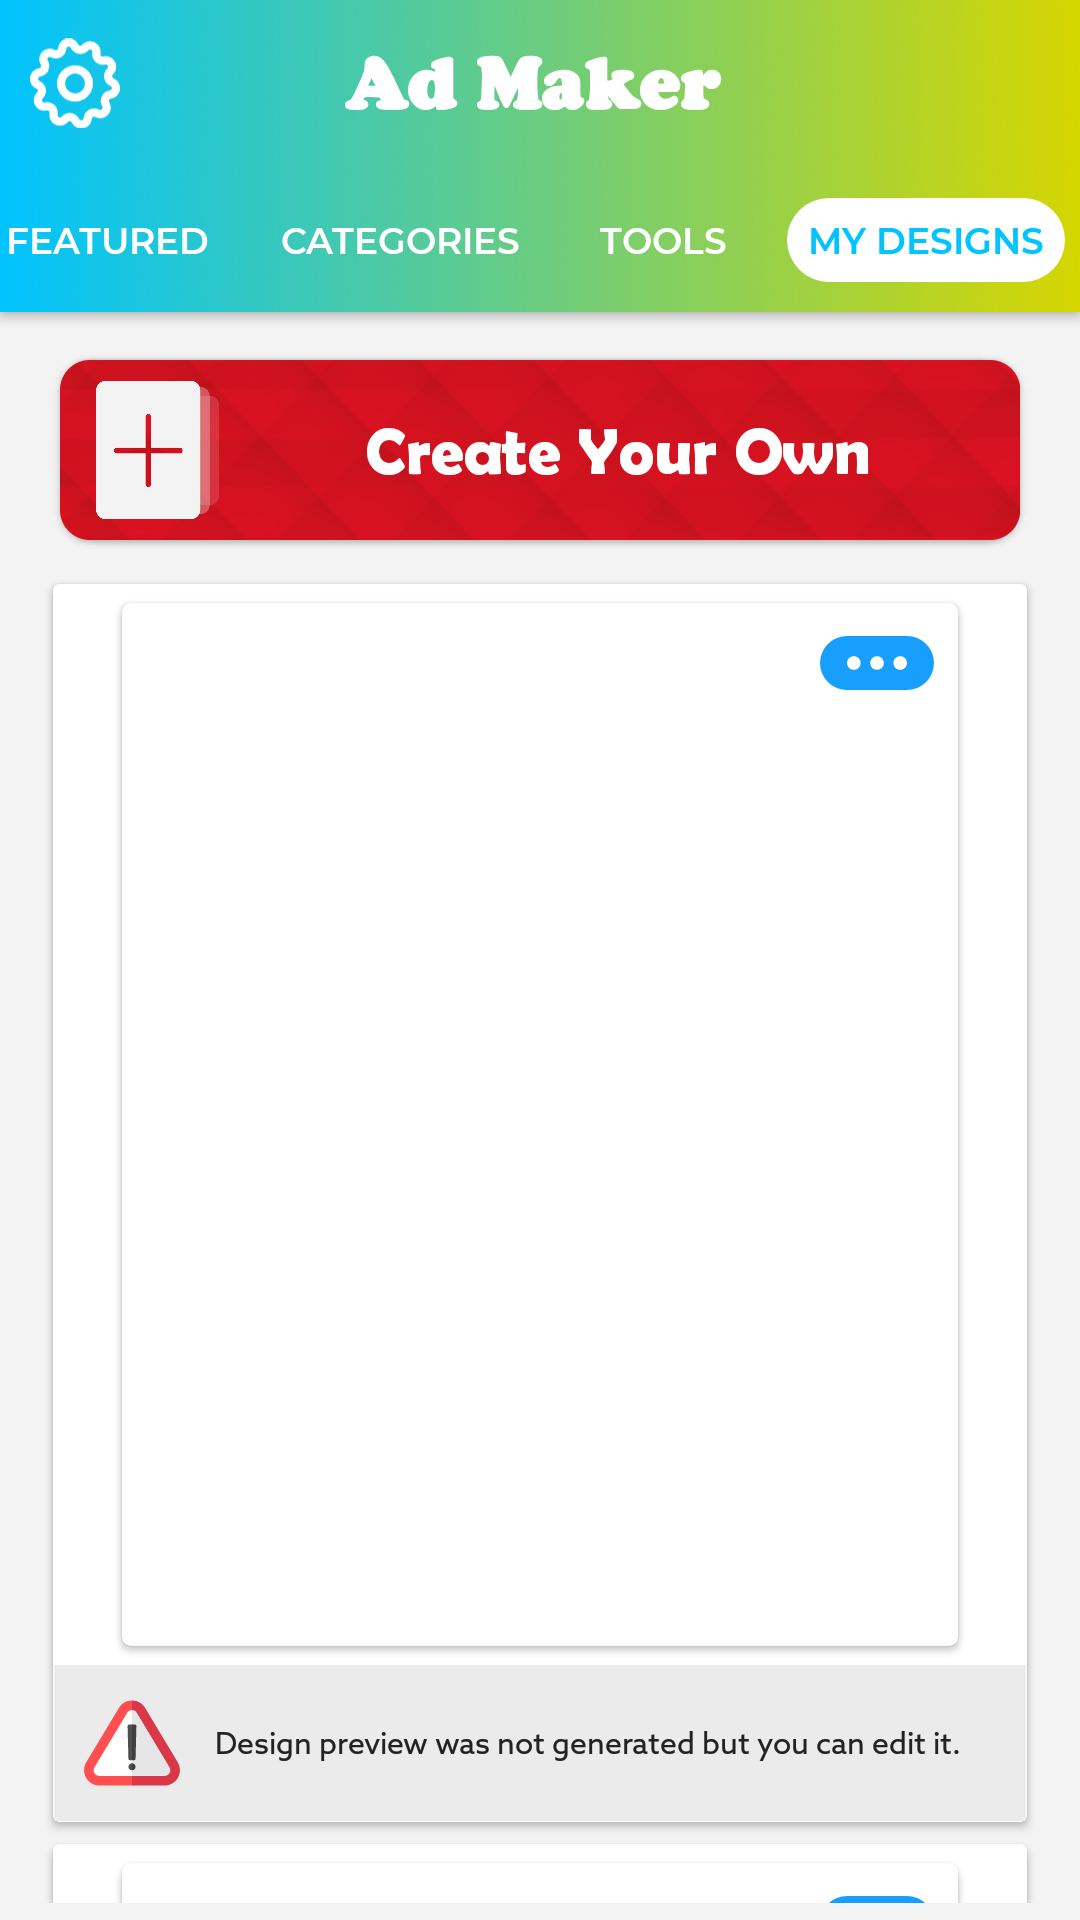 Ad Maker
FEATURED CATEGORIES TOOLS MY DESIGNS
Create Your Own
Design preview was not generated but you can edit it.